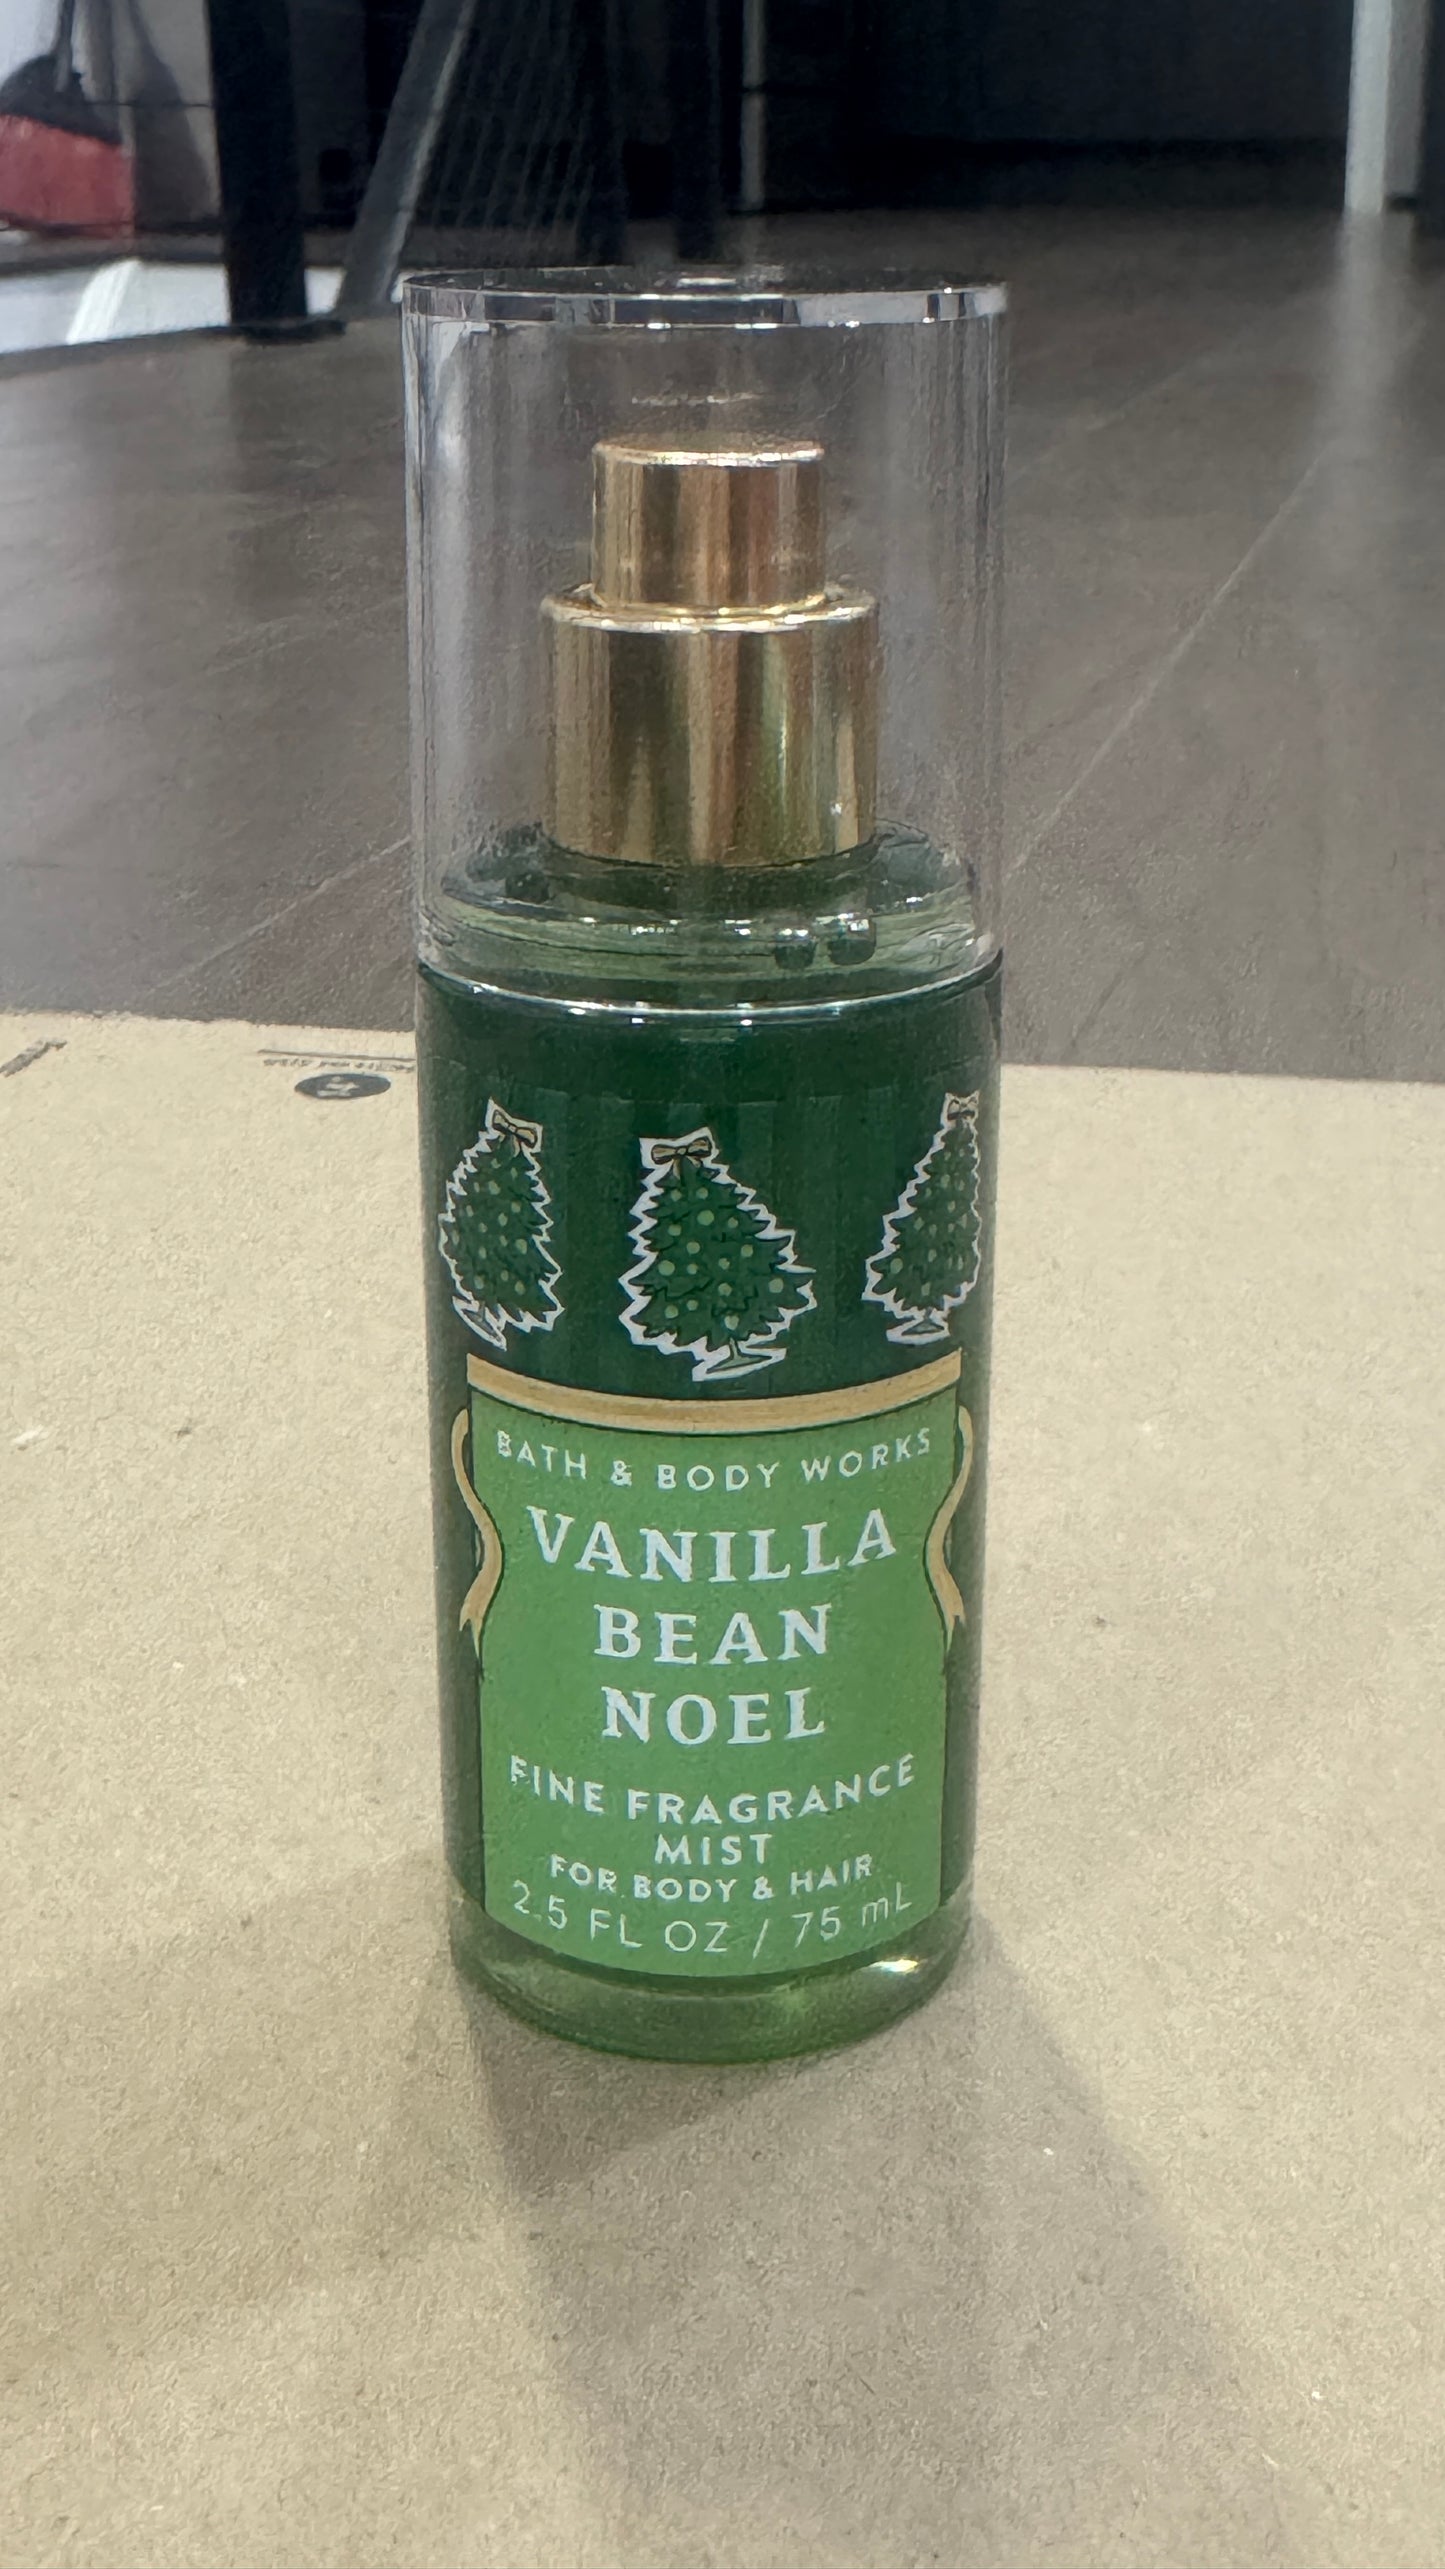 BATH & BODY WORKS
VANILLA
BEAN
NOEL
FINE FRAGRANCE
MIST
FOR BODY & HAIR
2.5 FL OZ / 75 mL